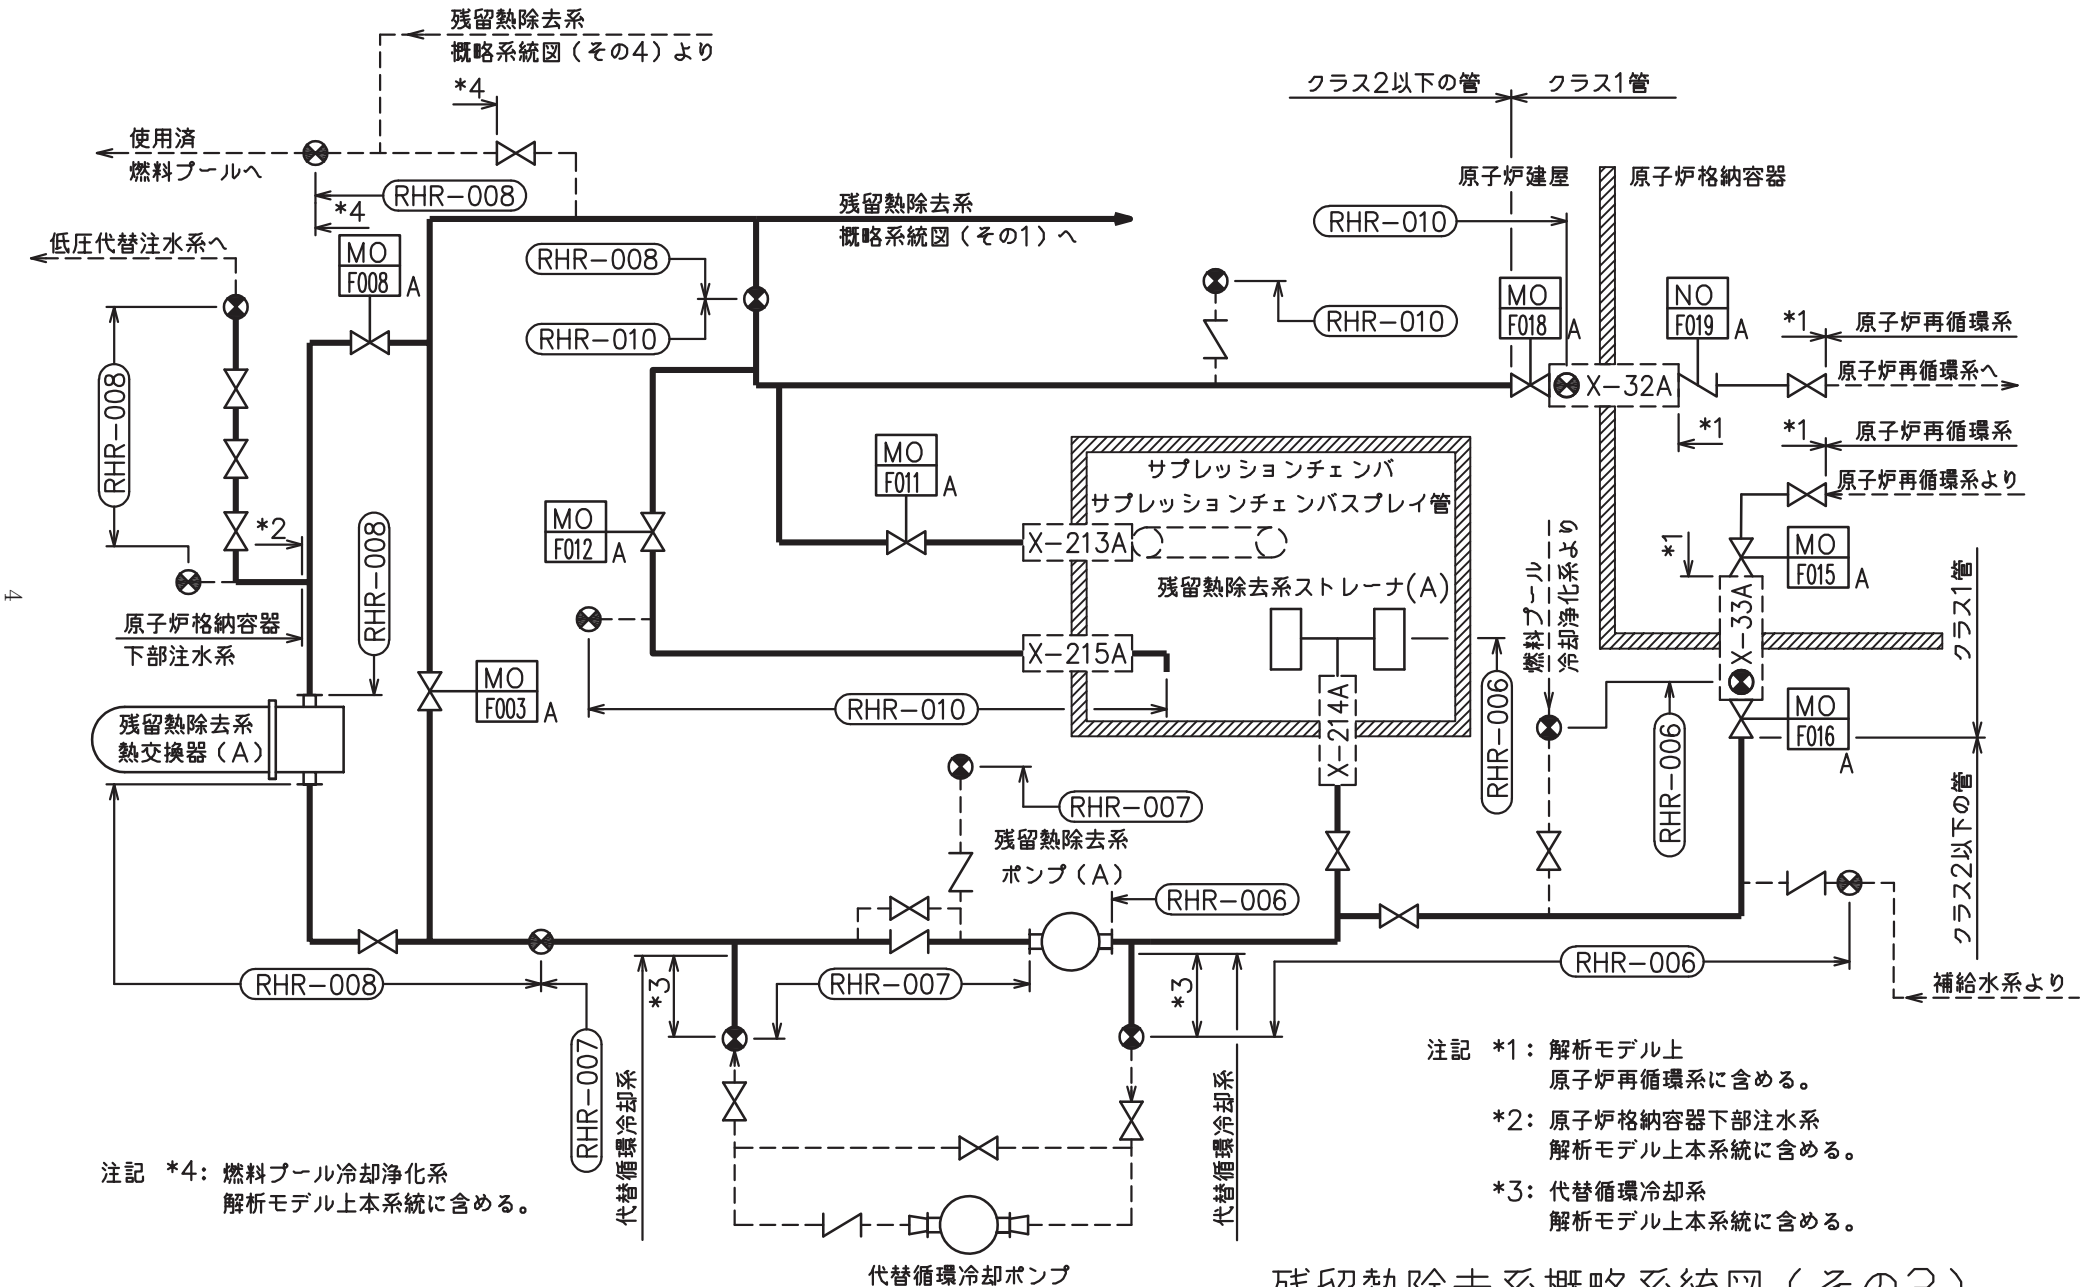 残留熱除去系
概略系統図(その4)より
*4
クラス2以下の管
クラス1管
使用済
燃料プールへ
RHR-008
*4
原子炉建屋
原子炉格納容器
残留熱除去系
概略系統図(その1)へ
RHR-010
低圧代替注水系へ
MO
F008
A
RHR-008
RHR-010
RHR-010
MO
F018
A
NO
F019
A
*1
原子炉再循環系
原子炉再循環系へ
X-32A
*1
*1
原子炉再循環系
原子炉再循環系より
RHR-008
*2
RHR-008
MO
F011
A
サプレッションチェンバ
サプレッションチェンバスプレイ管
MO
F012
A
X-213A
残留熱除去系ストレーナ(A)
燃料プール
冷却浄化系より
*1
MO
F015
A
クラス1管
4
原子炉格納容器
下部注水系
X-215A
X-33A
MO
F003
A
RHR-010
X-214A
RHR-006
RHR-006
MO
F016
A
残留熱除去系
熱交換器(A)
RHR-007
残留熱除去系
ポンプ(A)
RHR-006
クラス2以下の管
RHR-008
*3
RHR-007
*3
RHR-006
補給水系より
RHR-007
代替循環冷却系
代替循環冷却系
注記 *1: 解析モデル上
原子炉再循環系に含める。
*2: 原子炉格納容器下部注水系
解析モデル上本系統に含める。
*3: 代替循環冷却系
解析モデル上本系統に含める。
注記 *4: 燃料プール冷却浄化系
解析モデル上本系統に含める。
代替循環冷却ポンプ
残留熱除去系概略系統図(その3)